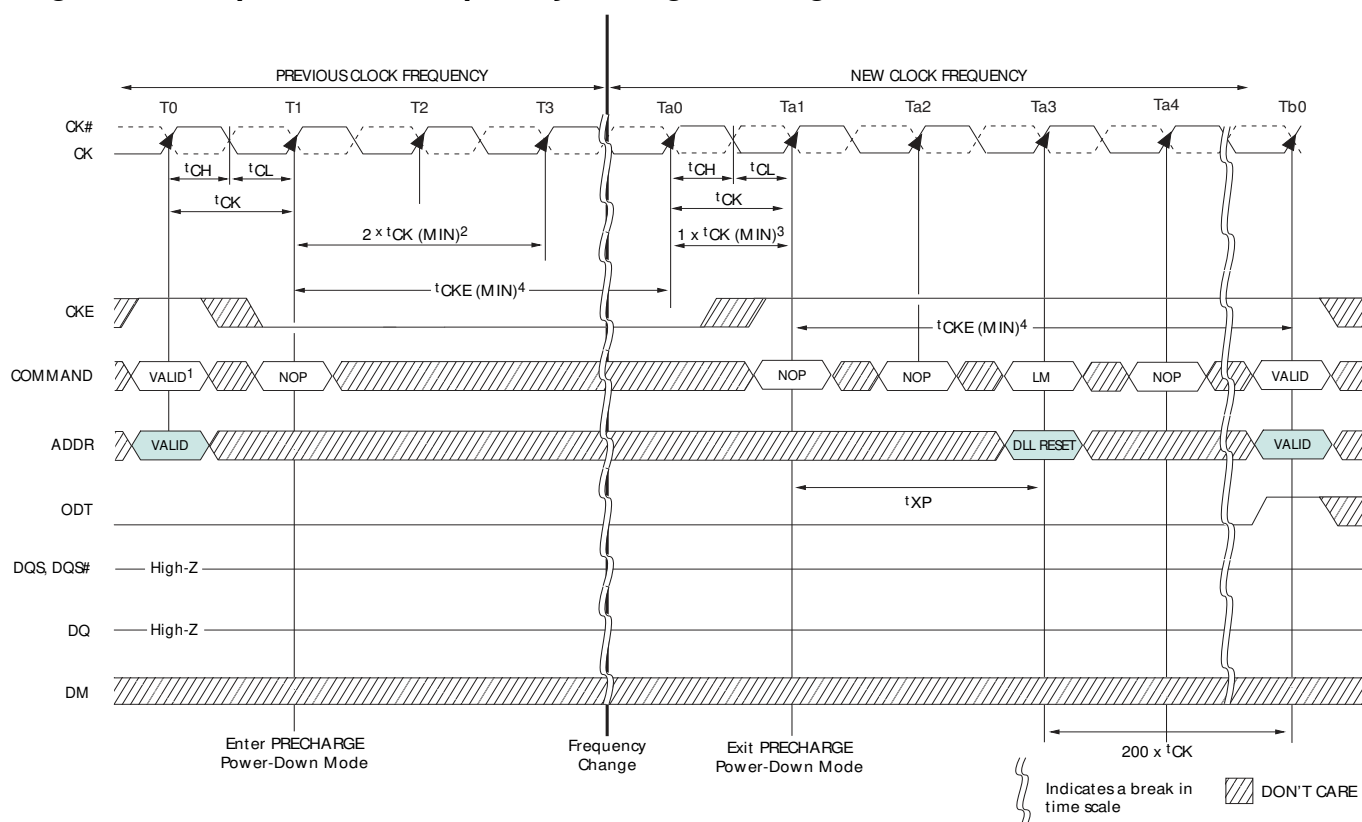 PREVIOUS CLOCK FREQUENCY NEW CLOCK FREQUENCY
T0 T1 T2 T3 Ta0 Ta1 Ta2 Ta3 Ta4 Tb0
CK#
CK
tCH tCL tCH tCL
tCK tCK
2 x tCK (MIN)2 1 x tCK (MIN)3
tCKE (MIN)4
CKE
tCKE (MIN)4
COMMAND VALID1 NOP NOP NOP LM NOP VALID
ADDR VALID DLL RESET VALID
tXP
ODT
DQS, DQS# High-Z
DQ High-Z
DM
Enter PRECHARGE
Power-Down Mode
Frequency
Change
Exit PRECHARGE
Power-Down Mode
200 x tCK
Indicates a break in
time scale
DON'T CARE